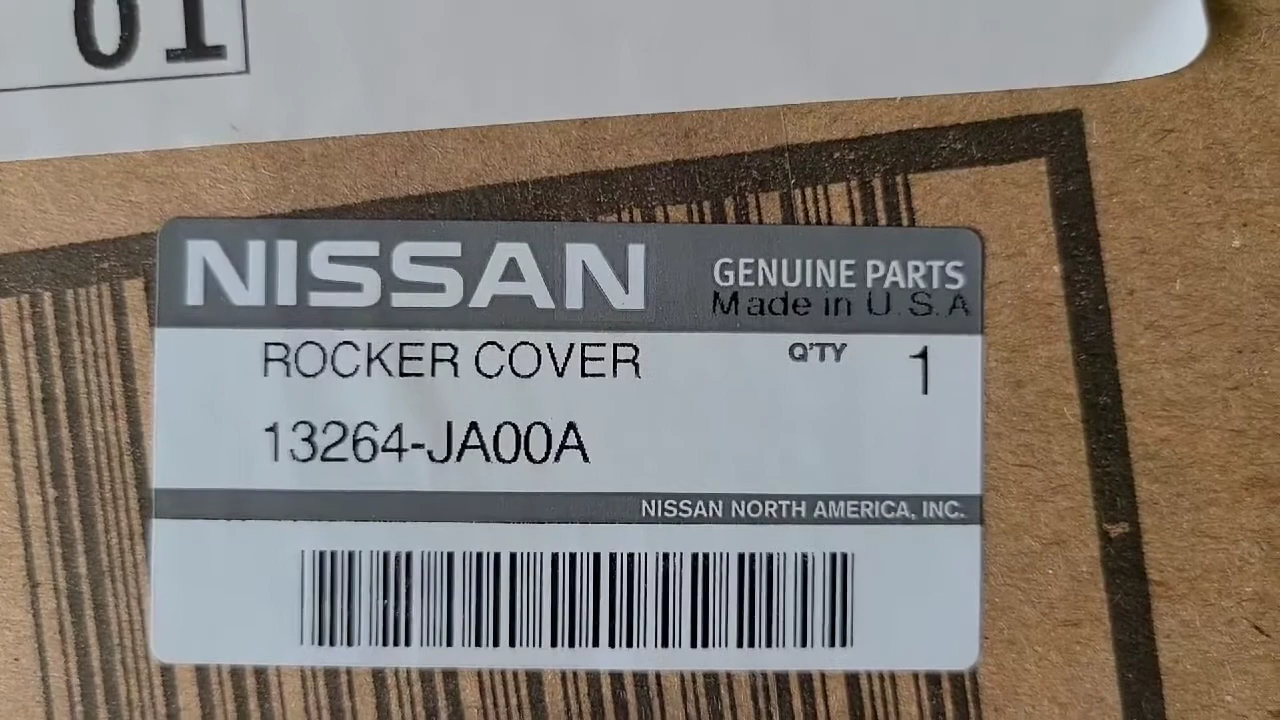 01
NISSAN
GENUINE PARTS
Made in U.S.A
ROCKER COVER
Q'TY 1
13264-JA00A
NISSAN NORTH AMERICA, INC.